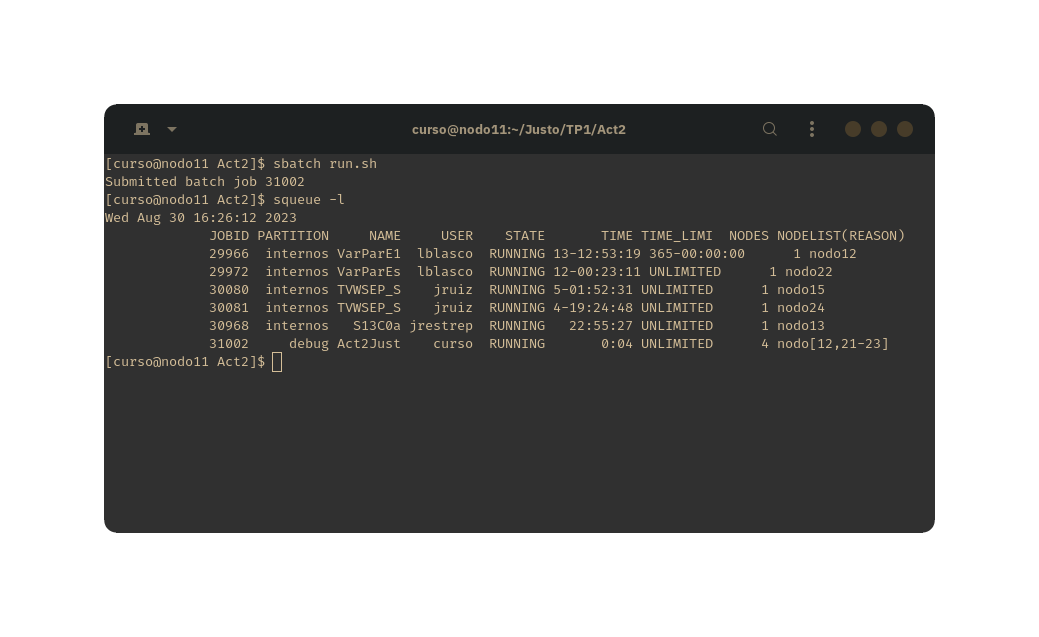 curso@nodo11:~/Justo/TP1/Act2
[curso@nodo11 Act2]$ sbatch run.sh
Submitted batch job 31002
[curso@nodo11 Act2]$ squeue -l
Wed Aug 30 16:26:12 2023
             JOBID PARTITION     NAME     USER    STATE       TIME TIME_LIMI  NODES NODELIST(REASON)
             29966  internos VarParE1  lblasco  RUNNING 13-12:53:19 365-00:00:00      1 nodo12
             29972  internos VarParEs  lblasco  RUNNING 12-00:23:11 UNLIMITED      1 nodo22
             30080  internos TVWSEP_S    jruiz  RUNNING 5-01:52:31 UNLIMITED      1 nodo15
             30081  internos TVWSEP_S    jruiz  RUNNING 4-19:24:48 UNLIMITED      1 nodo24
             30968  internos   S13C0a jrestrep  RUNNING   22:55:27 UNLIMITED      1 nodo13
             31002     debug Act2Just    curso  RUNNING       0:04 UNLIMITED      4 nodo[12,21-23]
[curso@nodo11 Act2]$